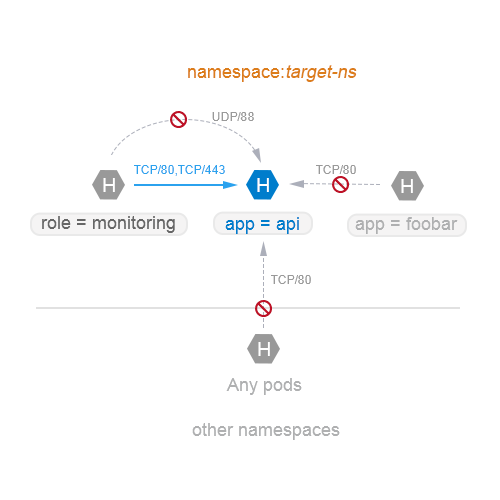 namespace:target-ns
UDP/88
TCP/80,TCP/443
TCP/80
H
H
H
role = monitoring
app = api
app = foobar
TCP/80
H
Any pods
other namespaces